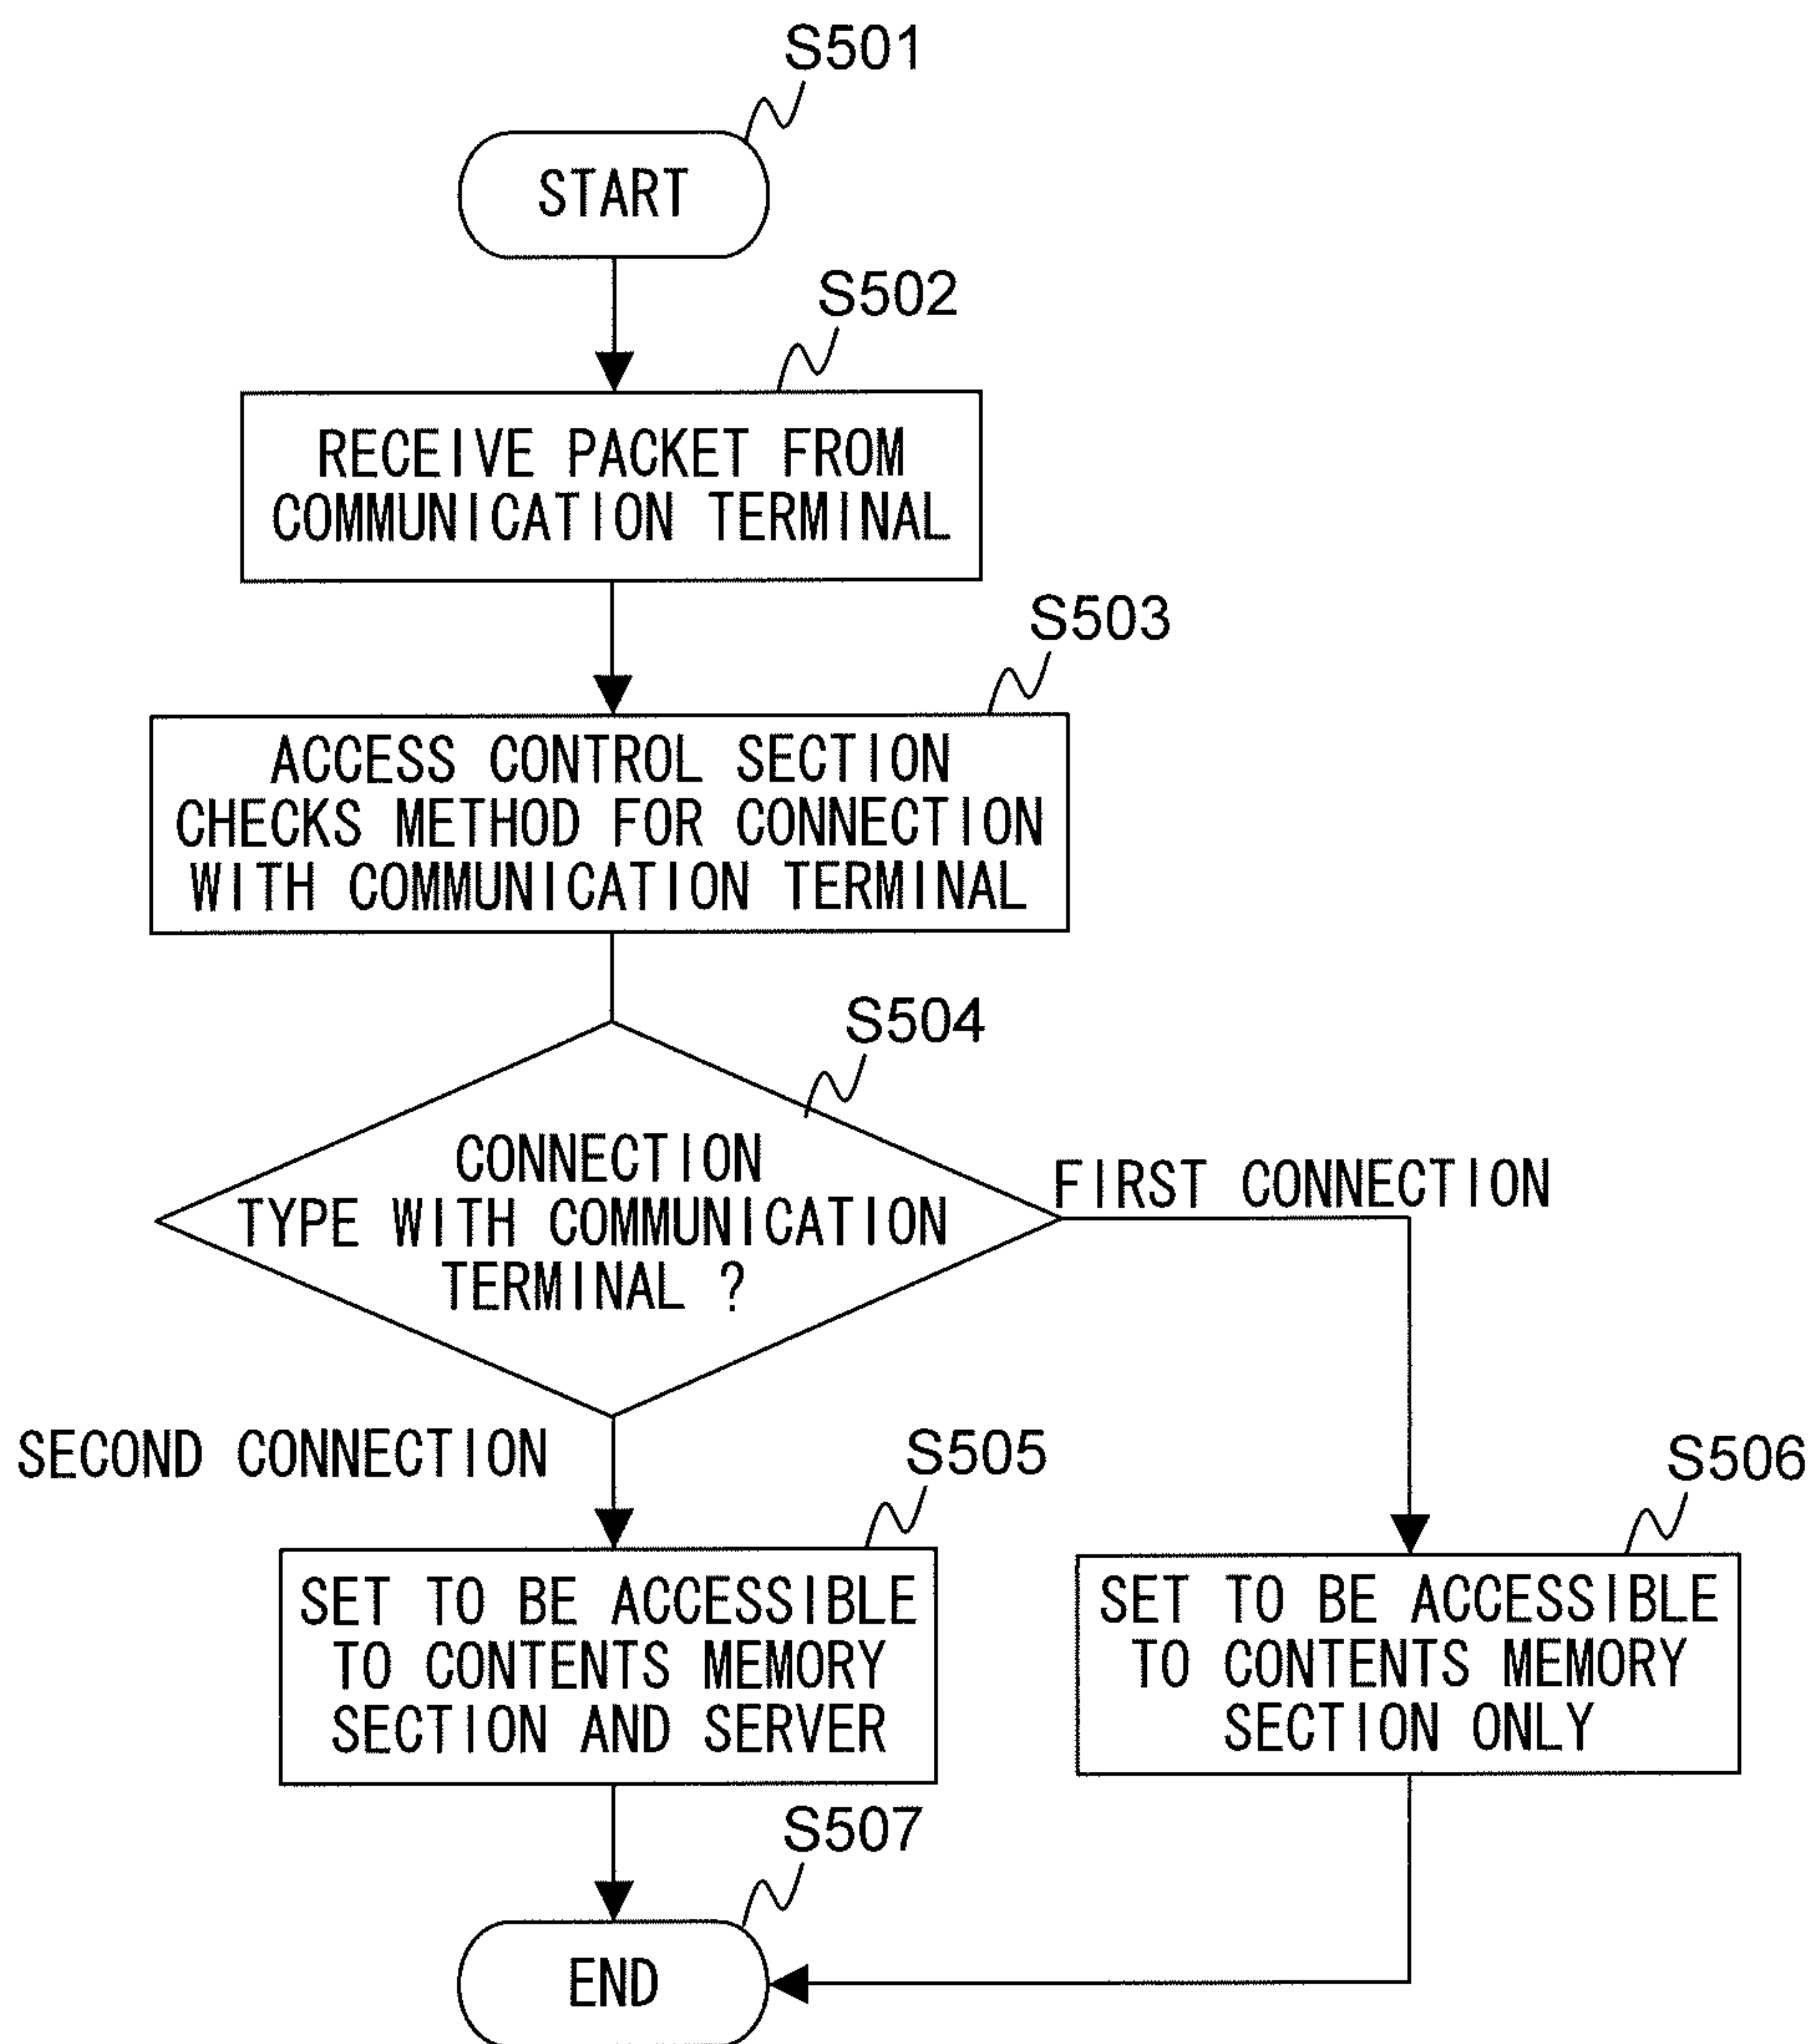 S501
START
S502
RECEIVE PACKET FROM
COMMUNICATION TERMINAL
S503
ACCESS CONTROL SECTION
CHECKS METHOD FOR CONNECTION
WITH COMMUNICATION TERMINAL
S504
CONNECTION
TYPE WITH COMMUNICATION
TERMINAL ?
FIRST CONNECTION
SECOND CONNECTION
S505
SET TO BE ACCESSIBLE
TO CONTENTS MEMORY
SECTION AND SERVER
S506
SET TO BE ACCESSIBLE
TO CONTENTS MEMORY
SECTION ONLY
S507
END